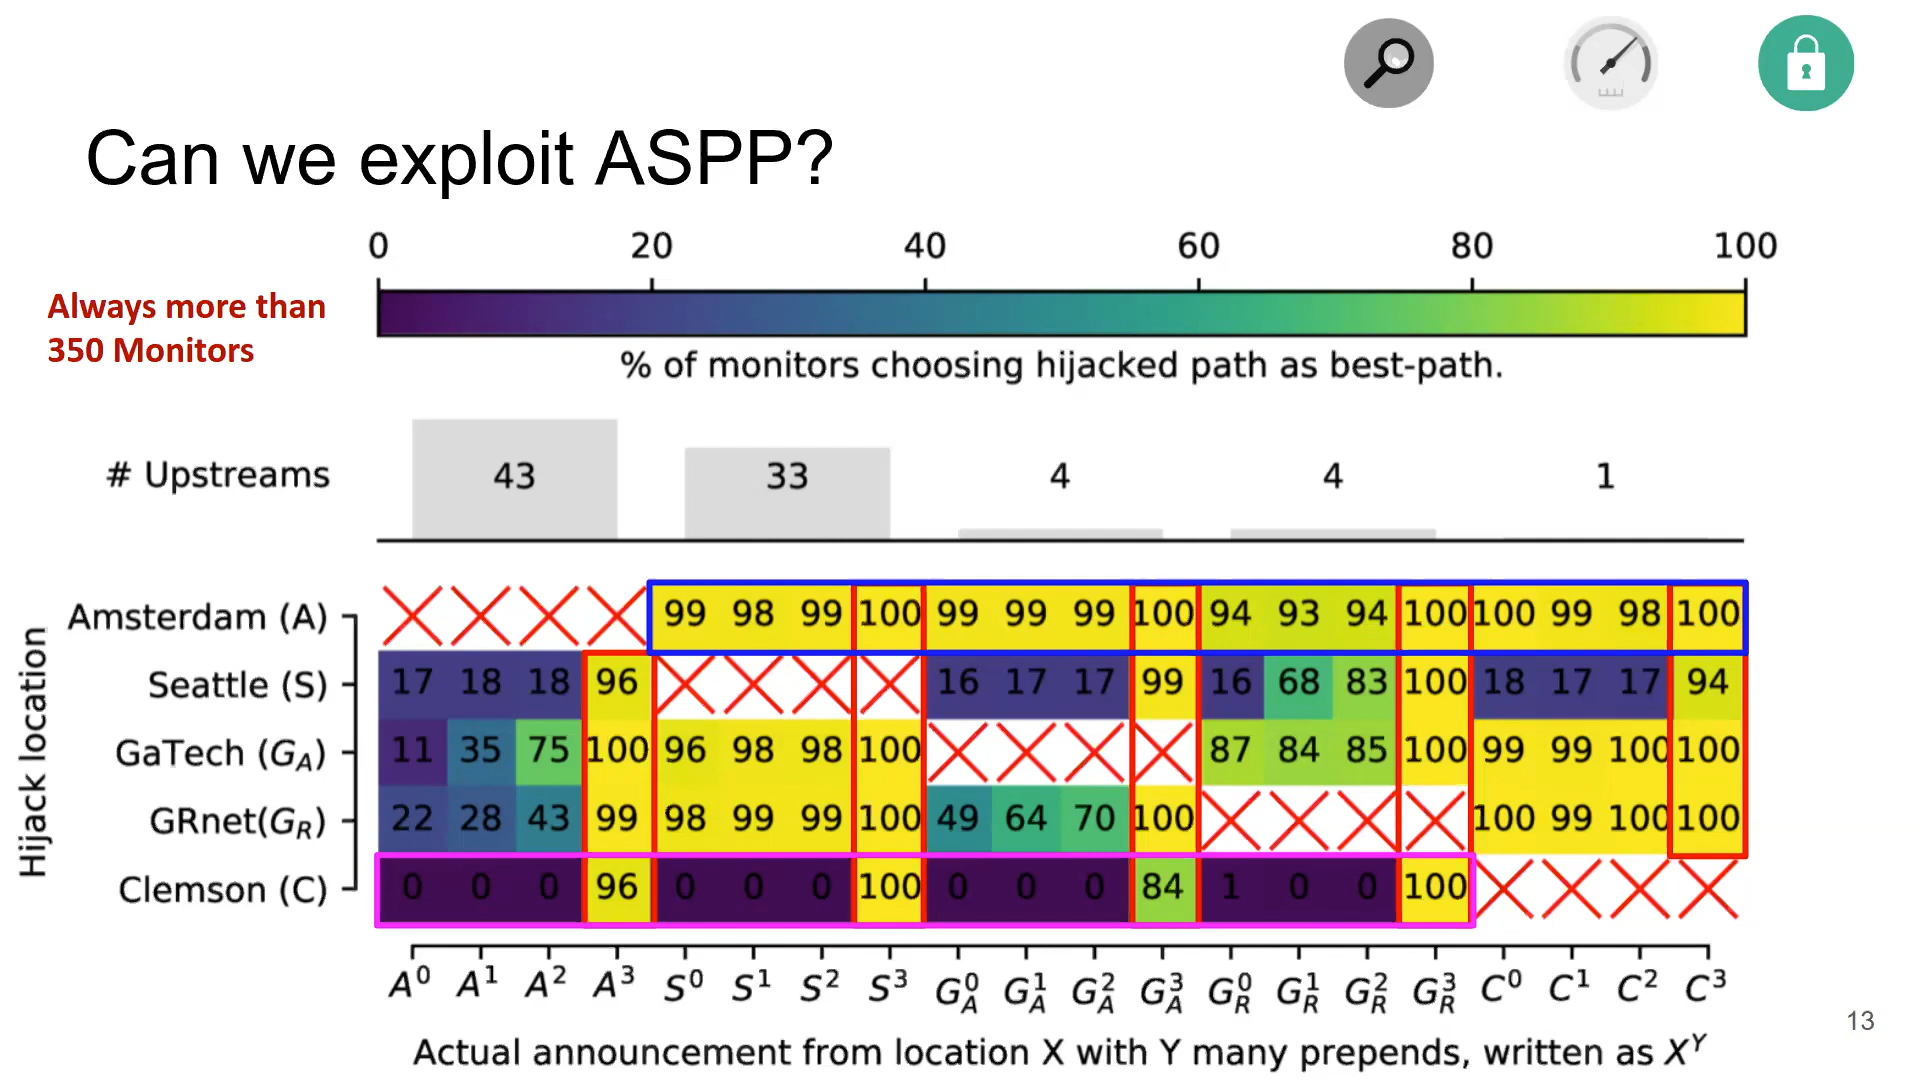 Can we exploit ASPP?
0 20 40 60 80 100
Always more than
350 Monitors
% of monitors choosing hijacked path as best-path.
# Upstreams 43 33 4 4 1
Hijack location
Amsterdam (A) 99 98 99 100 99 99 99 100 94 93 94 100 100 99 98 100
Seattle (S) 17 18 18 96 16 17 17 99 16 68 83 100 18 17 17 94
GaTech (G_A) 11 35 75 100 96 98 98 100 87 84 85 100 99 99 100 100
GRnet(G_R) 22 28 43 99 98 99 99 100 49 64 70 100 100 99 100 100
Clemson (C) 0 0 0 96 0 0 0 100 0 0 0 84 1 0 0 100
A^0 A^1 A^2 A^3 S^0 S^1 S^2 S^3 G_A^0 G_A^1 G_A^2 G_A^3 G_R^0 G_R^1 G_R^2 G_R^3 C^0 C^1 C^2 C^3
Actual announcement from location X with Y many prepends, written as X^Y
13